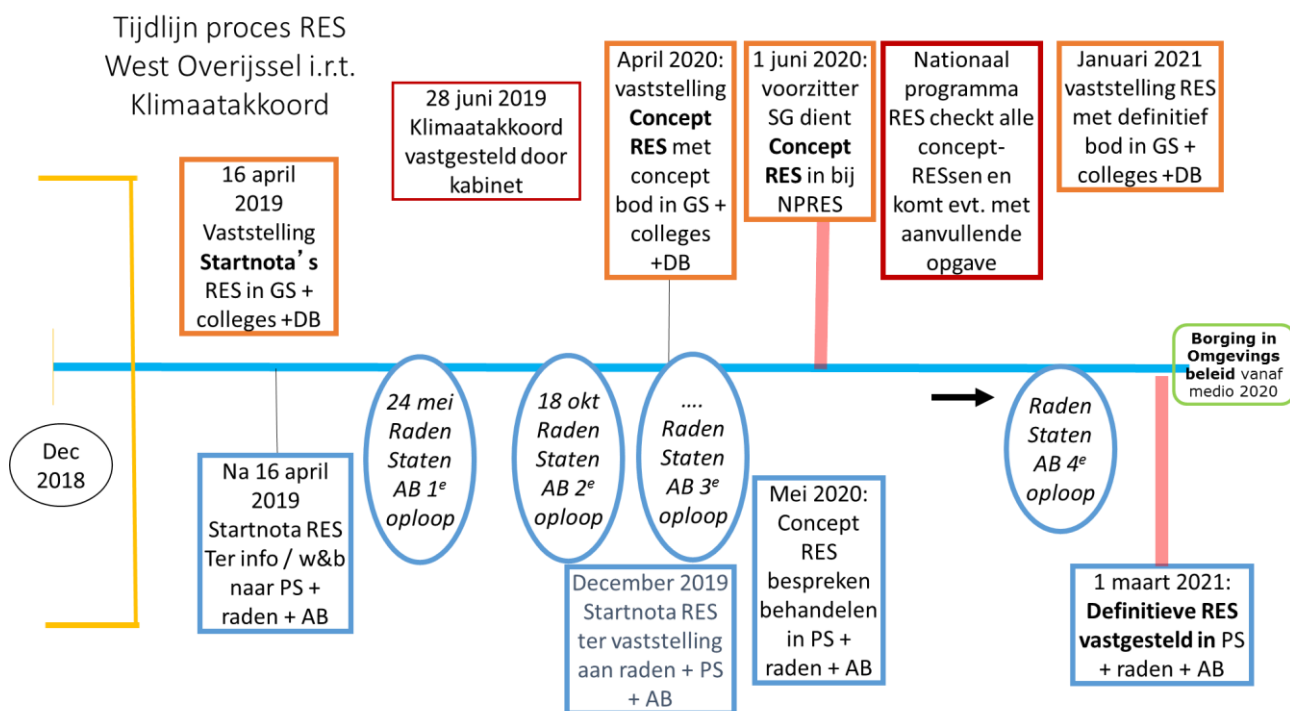 Tijdlijn proces RES
West Overijssel i.r.t.
Klimaatakkoord
16 april
2019
Vaststelling
Startnota's
RES in GS +
colleges +DB
28 juni 2019
Klimaatakkoord
vastgesteld door
kabinet
April 2020:
vaststelling
Concept
RES met
concept
bod in GS +
colleges
+DB
1 juni 2020:
voorzitter
SG dient
Concept
RES in bij
NPRES
Nationaal
programma
RES checkt alle
concept-
RESsen en
komt evt. met
aanvullende
opgave
Januari 2021
vaststelling RES
met definitief
bod in GS +
colleges +DB
Borging in
Omgevings
beleid vanaf
medio 2020
Dec
2018
Na 16 april
2019
Startnota RES
Ter info / w&b
naar PS +
raden + AB
24 mei
Raden
Staten
AB 1e
oploop
18 okt
Raden
Staten
AB 2e
oploop
....
Raden
Staten
AB 3e
oploop
December 2019
Startnota RES
ter vaststelling
aan raden + PS
+ AB
Mei 2020:
Concept
RES
bespreken
behandelen
in PS +
raden + AB
Raden
Staten
AB 4e
oploop
1 maart 2021:
Definitieve RES
vastgesteld in PS
+ raden + AB